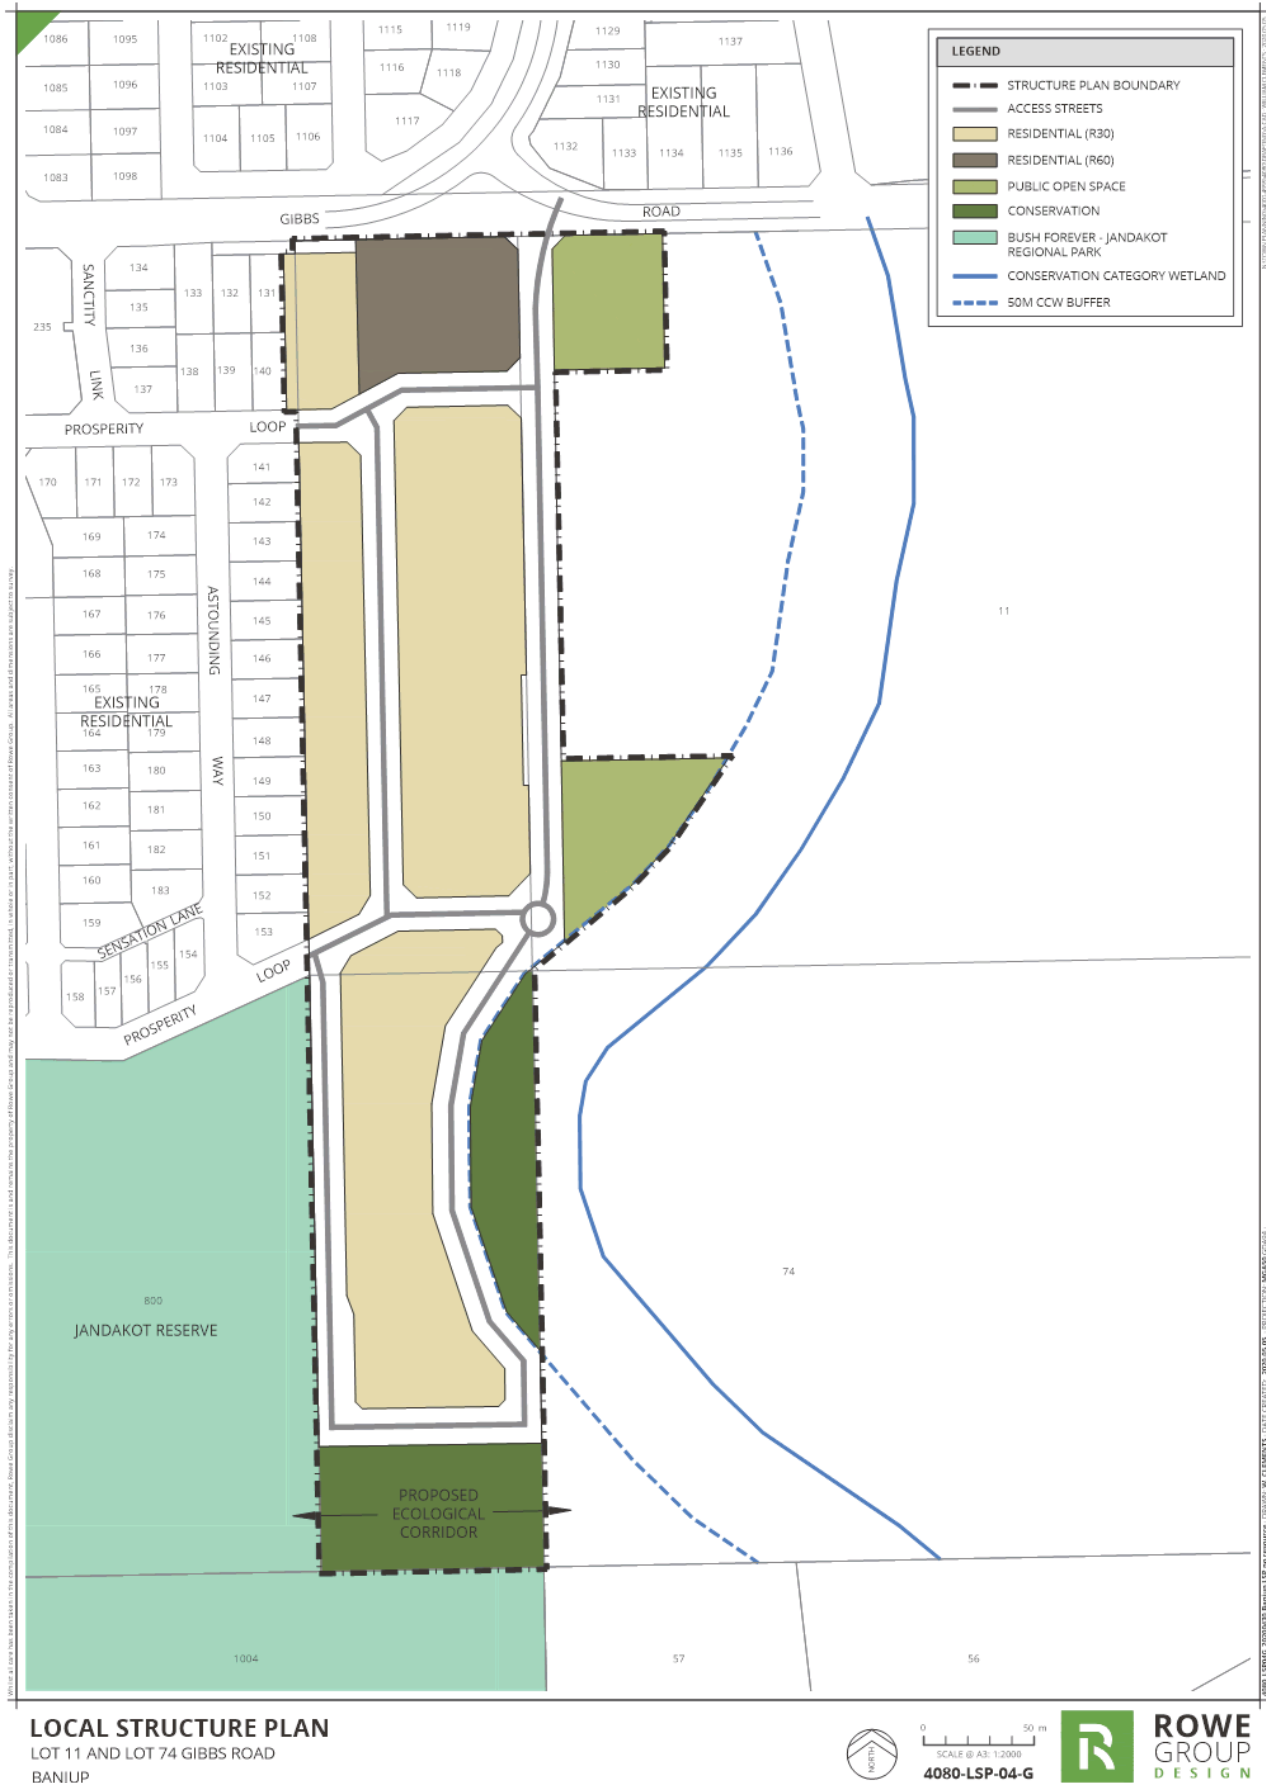 1086
1095
1102
1108
EXISTING
RESIDENTIAL
1115
1119
1129
1137
1085
1096
1103
1107
1116
1118
1130
EXISTING
RESIDENTIAL
1131
1084
1097
1104
1105
1106
1117
1132
1133
1134
1135
1136
1083
1098
GIBBS
ROAD
LEGEND
STRUCTURE PLAN BOUNDARY
ACCESS STREETS
RESIDENTIAL (R30)
RESIDENTIAL (R60)
PUBLIC OPEN SPACE
CONSERVATION
BUSH FOREVER - JANDAKOT
REGIONAL PARK
CONSERVATION CATEGORY WETLAND
50M CCW BUFFER
235
SANCTITY
LINK
134
135
136
137
133
132
131
138
139
140
PROSPERITY
LOOP
170
171
172
173
141
142
143
144
145
146
147
148
149
150
151
152
153
169
174
168
175
167
176
166
177
165
178
EXISTING
RESIDENTIAL
164
179
163
180
162
181
161
182
160
183
159
ASTOUNDING
WAY
SENSATION LANE
158
157
156
155
154
LOOP
PROSPERITY
11
74
800
JANDAKOT RESERVE
PROPOSED
ECOLOGICAL
CORRIDOR
1004
57
56
LOCAL STRUCTURE PLAN
LOT 11 AND LOT 74 GIBBS ROAD
BANJUP
NORTH
0
50 m
SCALE @ A3: 1:2000
4080-LSP-04-G
R
ROWE
GROUP
DESIGN